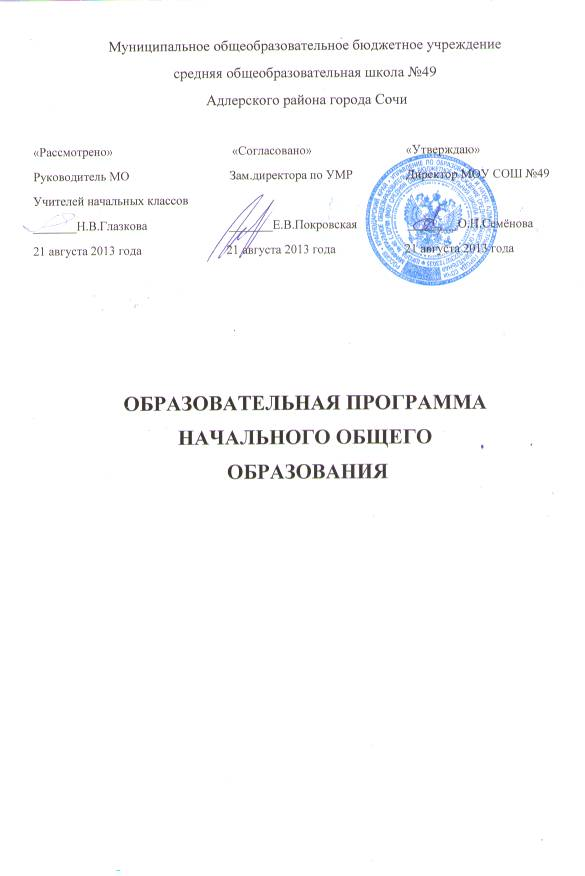 Муниципальное общеобразовательное бюджетное учреждение
средняя общеобразовательная школа №49
Адлерского района города Сочи
«Рассмотрено» «Согласовано» «Утверждаю»
Руководитель МО Зам.директора по УМР Директор МОУ СОШ №49
Учителей начальных классов
_______Н.В.Глазкова _______Е.В.Покровская О.П.Семёнова
21 августа 2013 года 21 августа 2013 года 21 августа 2013 года
ОБРАЗОВАТЕЛЬНАЯ ПРОГРАММА
НАЧАЛЬНОГО ОБЩЕГО
ОБРАЗОВАНИЯ